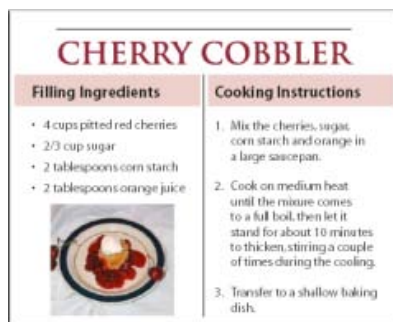 CHERRY COBBLER
Filling Ingredients
• 4 cups pitted red cherries
• 2/3 cup sugar
• 2 tablespoons corn starch
• 2 tablespoons orange juice
Cooking Instructions
1. Mix the cherries, sugar,
corn starch and orange in
a large saucepan.
2. Cook on medium heat
until the mixure comes
to a full boil, then let it
stand for about 10 minutes
to thicken, stirring a couple
of times during the cooling.
3. Transfer to a shallow baking
dish.